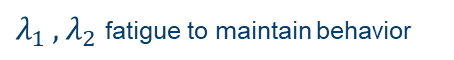 λ₁ , λ₂ fatigue to maintain behavior